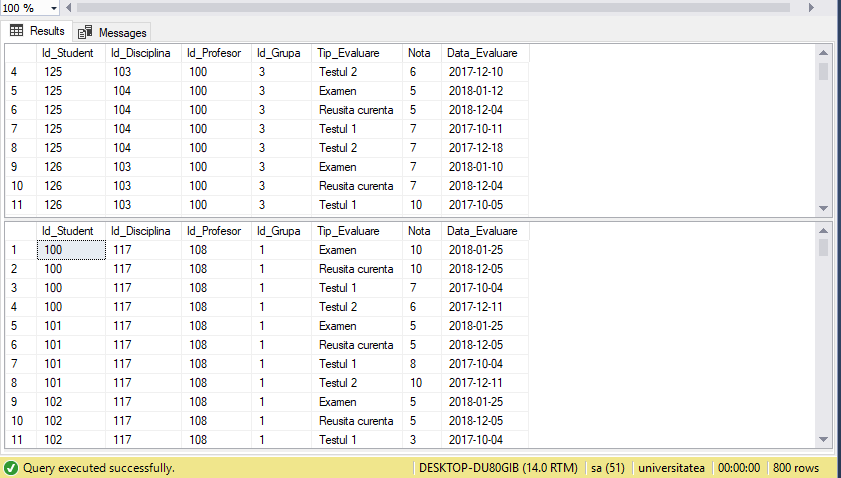 100 %
Results Messages
Id_Student Id_Disciplina Id_Profesor Id_Grupa Tip_Evaluare Nota Data_Evaluare
4 125 103 100 3 Testul 2 6 2017-12-10
5 125 104 100 3 Examen 5 2018-01-12
6 125 104 100 3 Reusita curenta 5 2018-12-04
7 125 104 100 3 Testul 1 7 2017-10-11
8 125 104 100 3 Testul 2 7 2017-12-18
9 126 103 100 3 Examen 7 2018-01-10
10 126 103 100 3 Reusita curenta 7 2018-12-04
11 126 103 100 3 Testul 1 10 2017-10-05
Id_Student Id_Disciplina Id_Profesor Id_Grupa Tip_Evaluare Nota Data_Evaluare
1 100 117 108 1 Examen 10 2018-01-25
2 100 117 108 1 Reusita curenta 10 2018-12-05
3 100 117 108 1 Testul 1 7 2017-10-04
4 100 117 108 1 Testul 2 6 2017-12-11
5 101 117 108 1 Examen 5 2018-01-25
6 101 117 108 1 Reusita curenta 5 2018-12-05
7 101 117 108 1 Testul 1 8 2017-10-04
8 101 117 108 1 Testul 2 10 2017-12-11
9 102 117 108 1 Examen 5 2018-01-25
10 102 117 108 1 Reusita curenta 5 2018-12-05
11 102 117 108 1 Testul 1 3 2017-10-04
Query executed successfully. DESKTOP-DU80GIB (14.0 RTM) sa (51) universitatea 00:00:00 800 rows